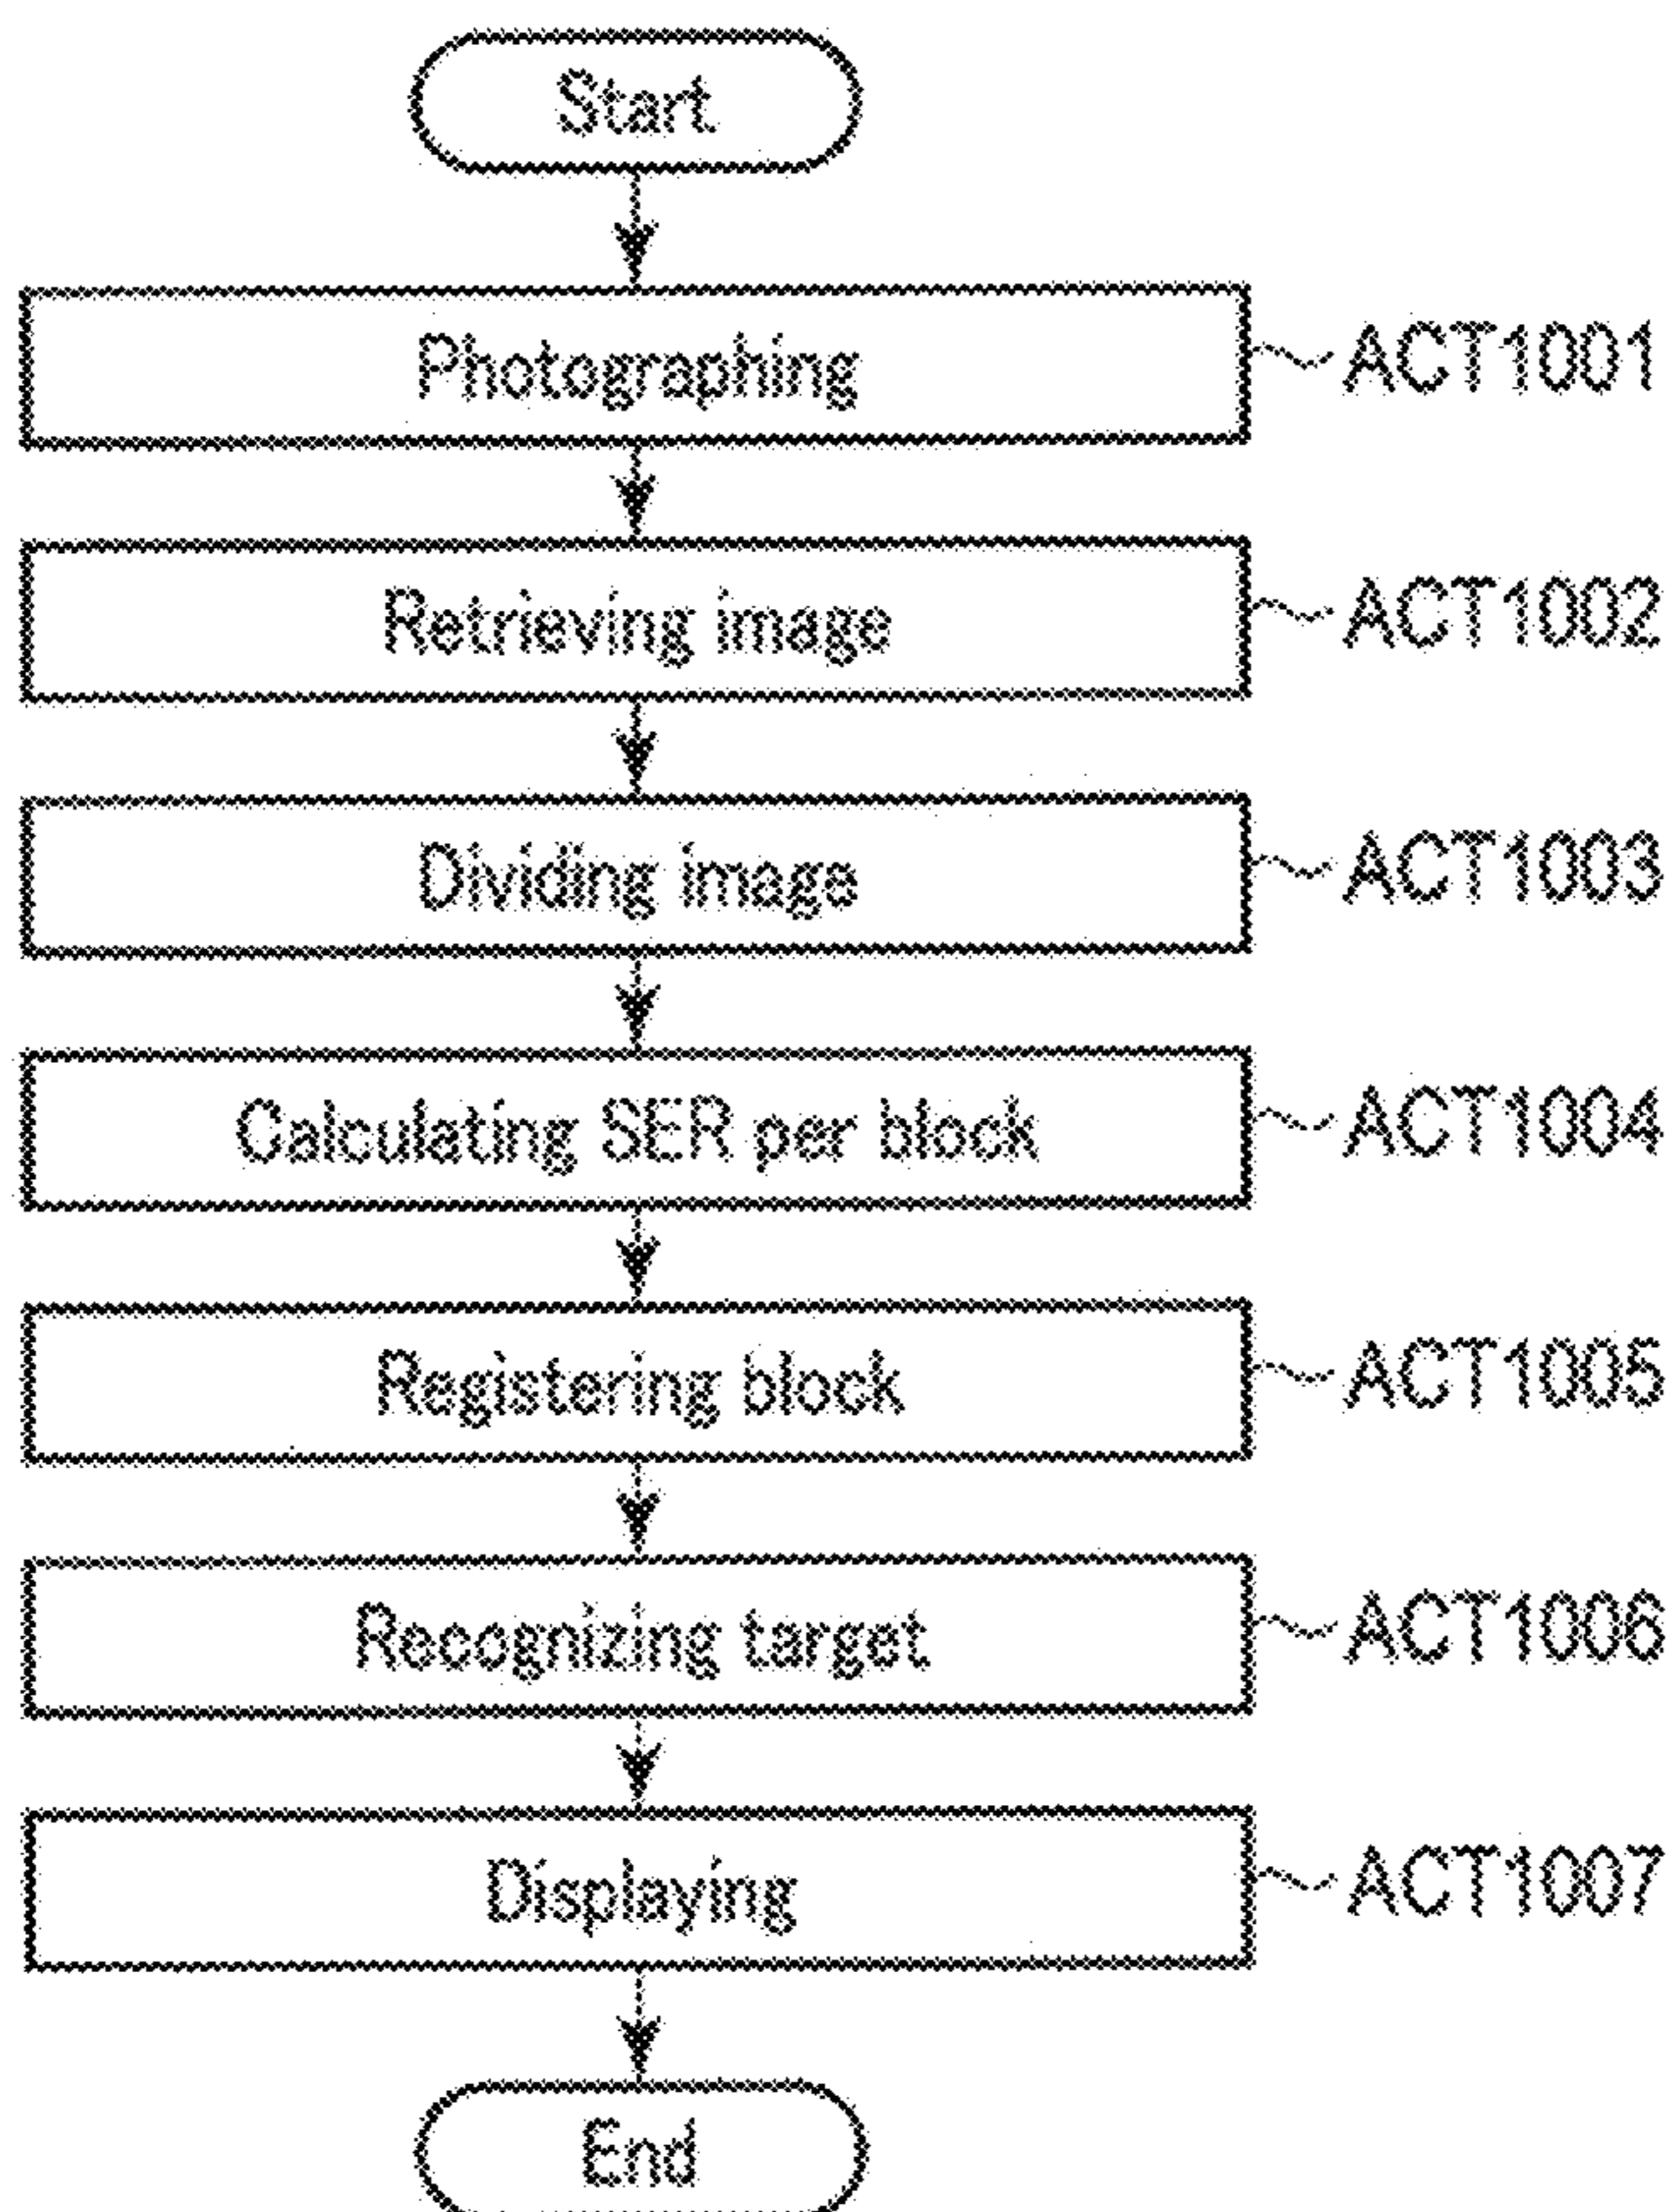 Start
Photographing
ACT1001
Retrieving image
ACT1002
Dividing image
ACT1003
Calculating SER per block
ACT1004
Registering block
ACT1005
Recognizing target
ACT1006
Displaying
ACT1007
End